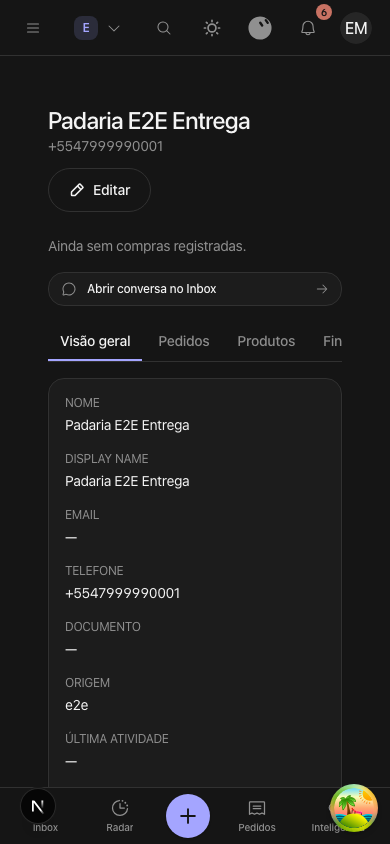 E
6
EM
Padaria E2E Entrega
+5547999990001
Editar
Ainda sem compras registradas.
Abrir conversa no Inbox
Visão geral
Pedidos
Produtos
Fin
NOME
Padaria E2E Entrega
DISPLAY NAME
Padaria E2E Entrega
EMAIL
—
TELEFONE
+5547999990001
DOCUMENTO
—
ORIGEM
e2e
ÚLTIMA ATIVIDADE
—
N
Inbox
Radar
Pedidos